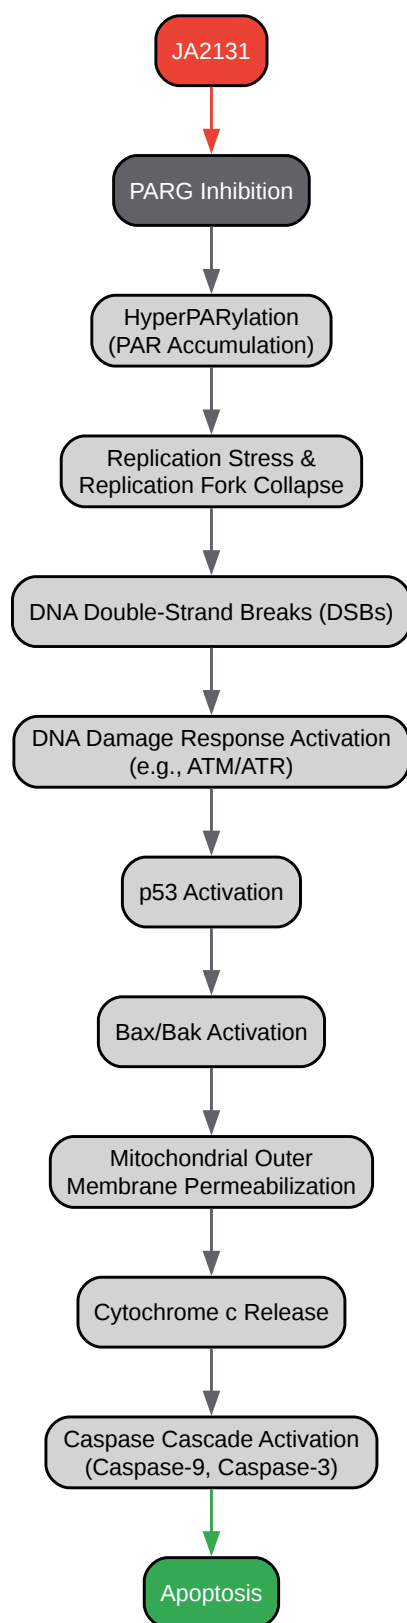 JA2131
PARG Inhibition
HyperPARylation
(PAR Accumulation)
Replication Stress &
Replication Fork Collapse
DNA Double-Strand Breaks (DSBs)
DNA Damage Response Activation
(e.g., ATM/ATR)
p53 Activation
Bax/Bak Activation
Mitochondrial Outer
Membrane Permeabilization
Cytochrome c Release
Caspase Cascade Activation
(Caspase-9, Caspase-3)
Apoptosis